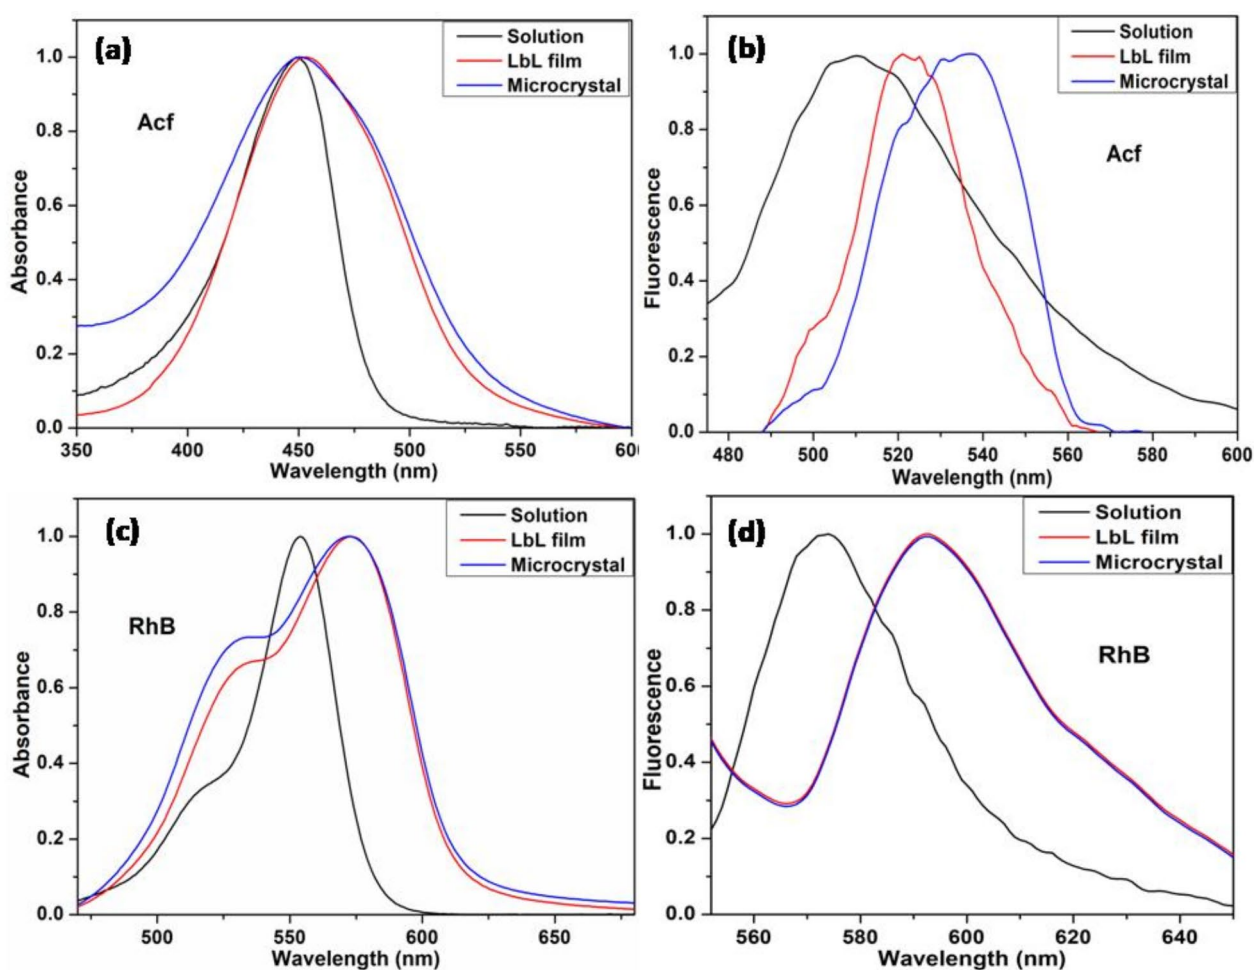 (a)
Solution
LbL film
Microcrystal
Acf
Absorbance
1.0
0.8
0.6
0.4
0.2
0.0
350 400 450 500 550 600
Wavelength (nm)
(b)
Solution
LbL film
Microcrystal
Acf
Fluorescence
1.0
0.8
0.6
0.4
0.2
0.0
480 500 520 540 560 580 600
Wavelength (nm)
(c)
Solution
LbL film
Microcrystal
RhB
Absorbance
1.0
0.8
0.6
0.4
0.2
0.0
500 550 600 650
Wavelength (nm)
(d)
Solution
LbL film
Microcrystal
RhB
Fluorescence
1.0
0.8
0.6
0.4
0.2
0.0
560 580 600 620 640
Wavelength (nm)